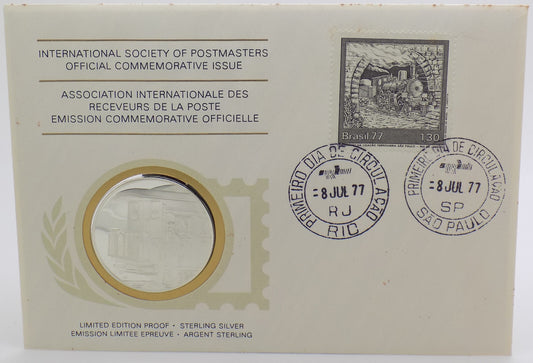 INTERNATIONAL SOCIETY OF POSTMASTERS
OFFICIAL COMMEMORATIVE ISSUE
ASSOCIATION INTERNATIONALE DES
RECEVEURS DE LA POSTE
EMISSION COMMEMORATIVE OFFICIELLE
LIMITED EDITION PROOF • STERLING SILVER
EMISSION LIMITEE EPREUVE • ARGENT STERLING
Brasil 77 1,30
PRIMEIRO DIA DE CIRCULAÇÃO
-8 JUL 77
RJ
RIO
PRIMEIRO DIA DE CIRCULAÇÃO
-8 JUL 77
SP
SÃO PAULO